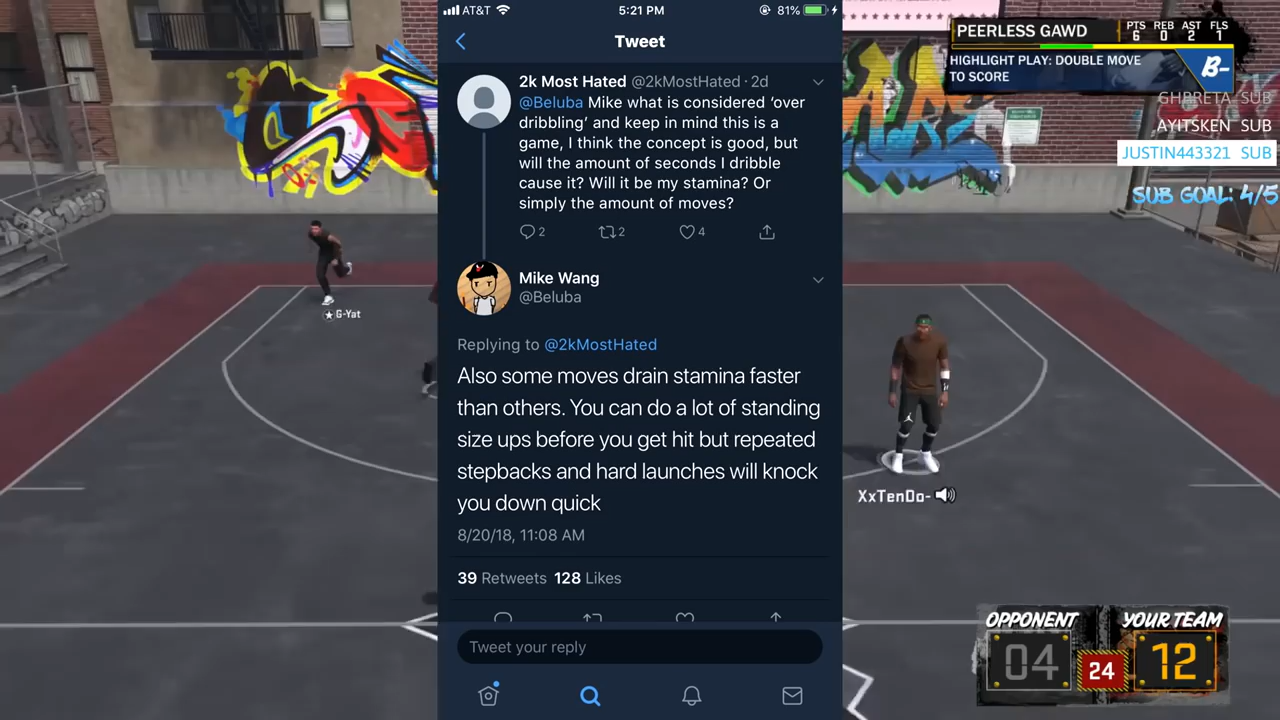 AT&T
5:21 PM
81%
Tweet
2k Most Hated @2kMostHated · 2d
@Beluba Mike what is considered ‘over
dribbling’ and keep in mind this is a
game, I think the concept is good, but
will the amount of seconds I dribble
cause it? Will it be my stamina? Or
simply the amount of moves?
2
2
4
Mike Wang
@Beluba
Replying to @2kMostHated
Also some moves drain stamina faster
than others. You can do a lot of standing
size ups before you get hit but repeated
stepbacks and hard launches will knock
you down quick
8/20/18, 11:08 AM
39 Retweets 128 Likes
Tweet your reply
G-Yat
XxTenDo-
PEERLESS GAWD
PTS REB AST FLS
6 0 2 1
HIGHLIGHT PLAY: DOUBLE MOVE
TO SCORE
B-
GHPRETA SUB
AYITSKEN SUB
JUSTIN443321 SUB
SUB GOAL: 4/5
OPPONENT
YOUR TEAM
04
24
12